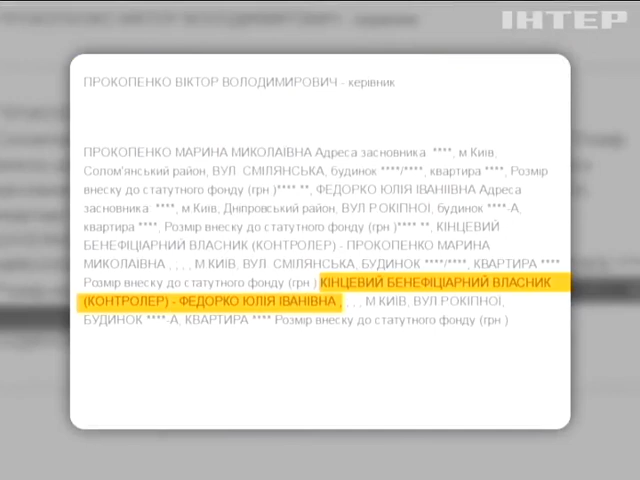 ІНТЕР
ПРОКОПЕНКО ВІКТОР ВОЛОДИМИРОВИЧ - керівник
ПРОКОПЕНКО МАРИНА МИКОЛАЇВНА Адреса засновника ****, м.Київ,
Солом'янський район, ВУЛ СМІЛЯНСЬКА, будинок ****/****, квартира ****, Розмір
внеску до статутного фонду (грн )**** **, ФЕДОРКО ЮЛІЯ ІВАНІВНА Адреса
засновника: ****, м.Київ, Дніпровський район, ВУЛ Р ОКІПНОЇ, будинок ****-А,
квартира ****, Розмір внеску до статутного фонду (грн )**** **, КІНЦЕВИЙ
БЕНЕФІЦІАРНИЙ ВЛАСНИК (КОНТРОЛЕР) - ПРОКОПЕНКО МАРИНА
МИКОЛАЇВНА , , , , М КИЇВ, ВУЛ СМІЛЯНСЬКА, БУДИНОК ****/****, КВАРТИРА ****
Розмір внеску до статутного фонду (грн ) КІНЦЕВИЙ БЕНЕФІЦІАРНИЙ ВЛАСНИК
(КОНТРОЛЕР) - ФЕДОРКО ЮЛІЯ ІВАНІВНА , , , , М КИЇВ, ВУЛ Р ОКІПНОЇ,
БУДИНОК ****-А, КВАРТИРА **** Розмір внеску до статутного фонду (грн )